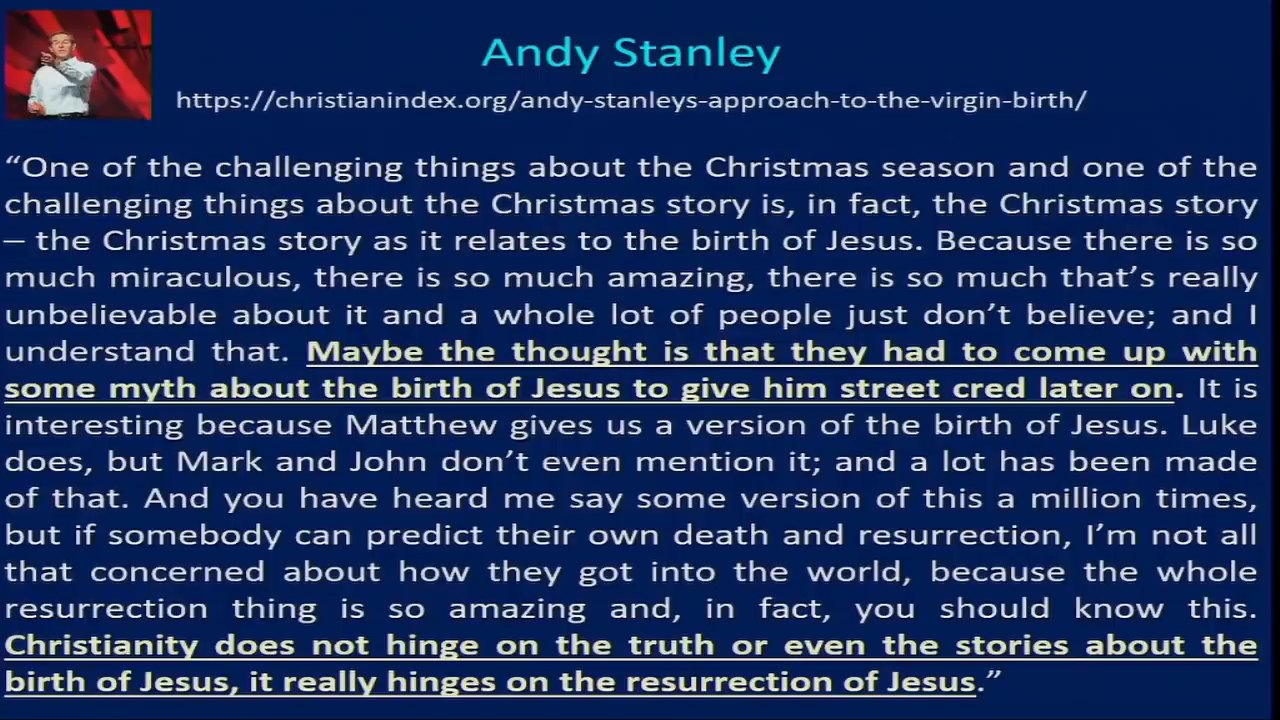 Andy Stanley
https://christianindex.org/andy-stanleys-approach-to-the-virgin-birth/
“One of the challenging things about the Christmas season and one of the
challenging things about the Christmas story is, in fact, the Christmas story
– the Christmas story as it relates to the birth of Jesus. Because there is so
much miraculous, there is so much amazing, there is so much that’s really
unbelievable about it and a whole lot of people just don’t believe; and I
understand that. Maybe the thought is that they had to come up with
some myth about the birth of Jesus to give him street cred later on. It is
interesting because Matthew gives us a version of the birth of Jesus. Luke
does, but Mark and John don’t even mention it; and a lot has been made
of that. And you have heard me say some version of this a million times,
but if somebody can predict their own death and resurrection, I’m not all
that concerned about how they got into the world, because the whole
resurrection thing is so amazing and, in fact, you should know this.
Christianity does not hinge on the truth or even the stories about the
birth of Jesus, it really hinges on the resurrection of Jesus.”